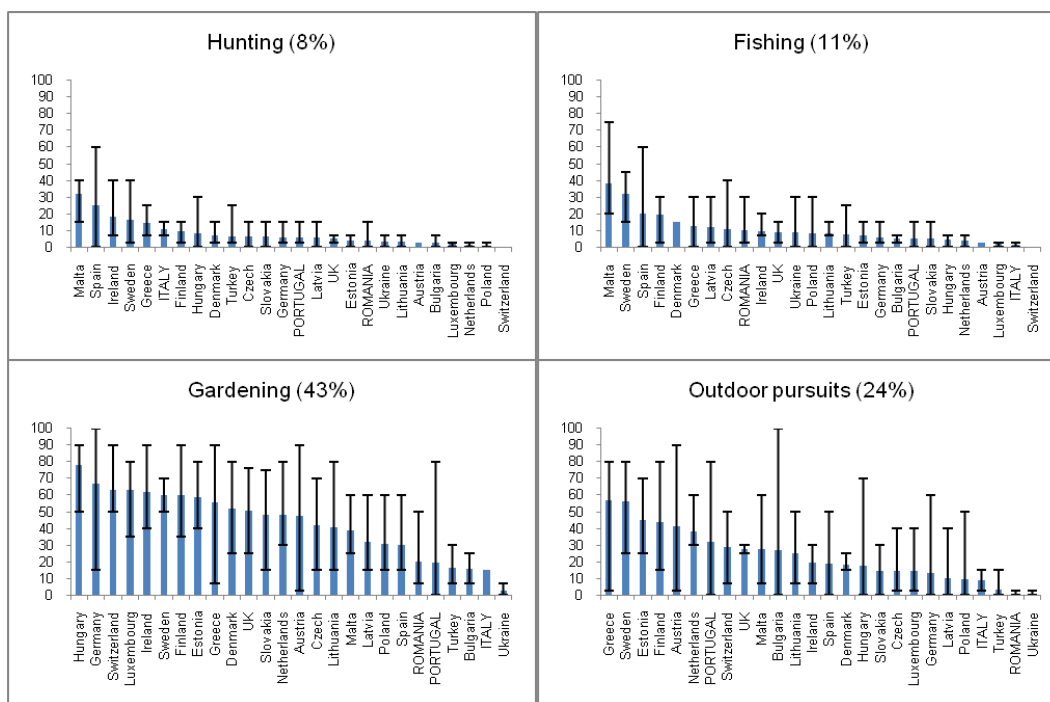 Hunting (8%)
100
90
80
70
60
50
40
30
20
10
0
Malta
Spain
Ireland
Sweden
Greece
ITALY
Finland
Hungary
Denmark
Turkey
Czech
Slovakia
Germany
PORTUGAL
Latvia
UK
Estonia
ROMANIA
Ukraine
Lithuania
Austria
Bulgaria
Luxembourg
Netherlands
Poland
Switzerland
Fishing (11%)
100
90
80
70
60
50
40
30
20
10
0
Malta
Sweden
Spain
Finland
Denmark
Greece
Latvia
Czech
ROMANIA
Ireland
UK
Ukraine
Poland
Lithuania
Turkey
Estonia
Germany
Bulgaria
PORTUGAL
Slovakia
Hungary
Netherlands
Austria
Luxembourg
ITALY
Switzerland
Gardening (43%)
100
90
80
70
60
50
40
30
20
10
0
Hungary
Germany
Switzerland
Luxembourg
Ireland
Sweden
Finland
Estonia
Greece
Denmark
UK
Slovakia
Netherlands
Austria
Czech
Lithuania
Malta
Latvia
Poland
Spain
ROMANIA
PORTUGAL
Turkey
Bulgaria
ITALY
Ukraine
Outdoor pursuits (24%)
100
90
80
70
60
50
40
30
20
10
0
Greece
Sweden
Estonia
Finland
Austria
Netherlands
PORTUGAL
Switzerland
UK
Malta
Bulgaria
Lithuania
Ireland
Spain
Denmark
Hungary
Slovakia
Czech
Luxembourg
Germany
Latvia
Poland
ITALY
Turkey
ROMANIA
Ukraine